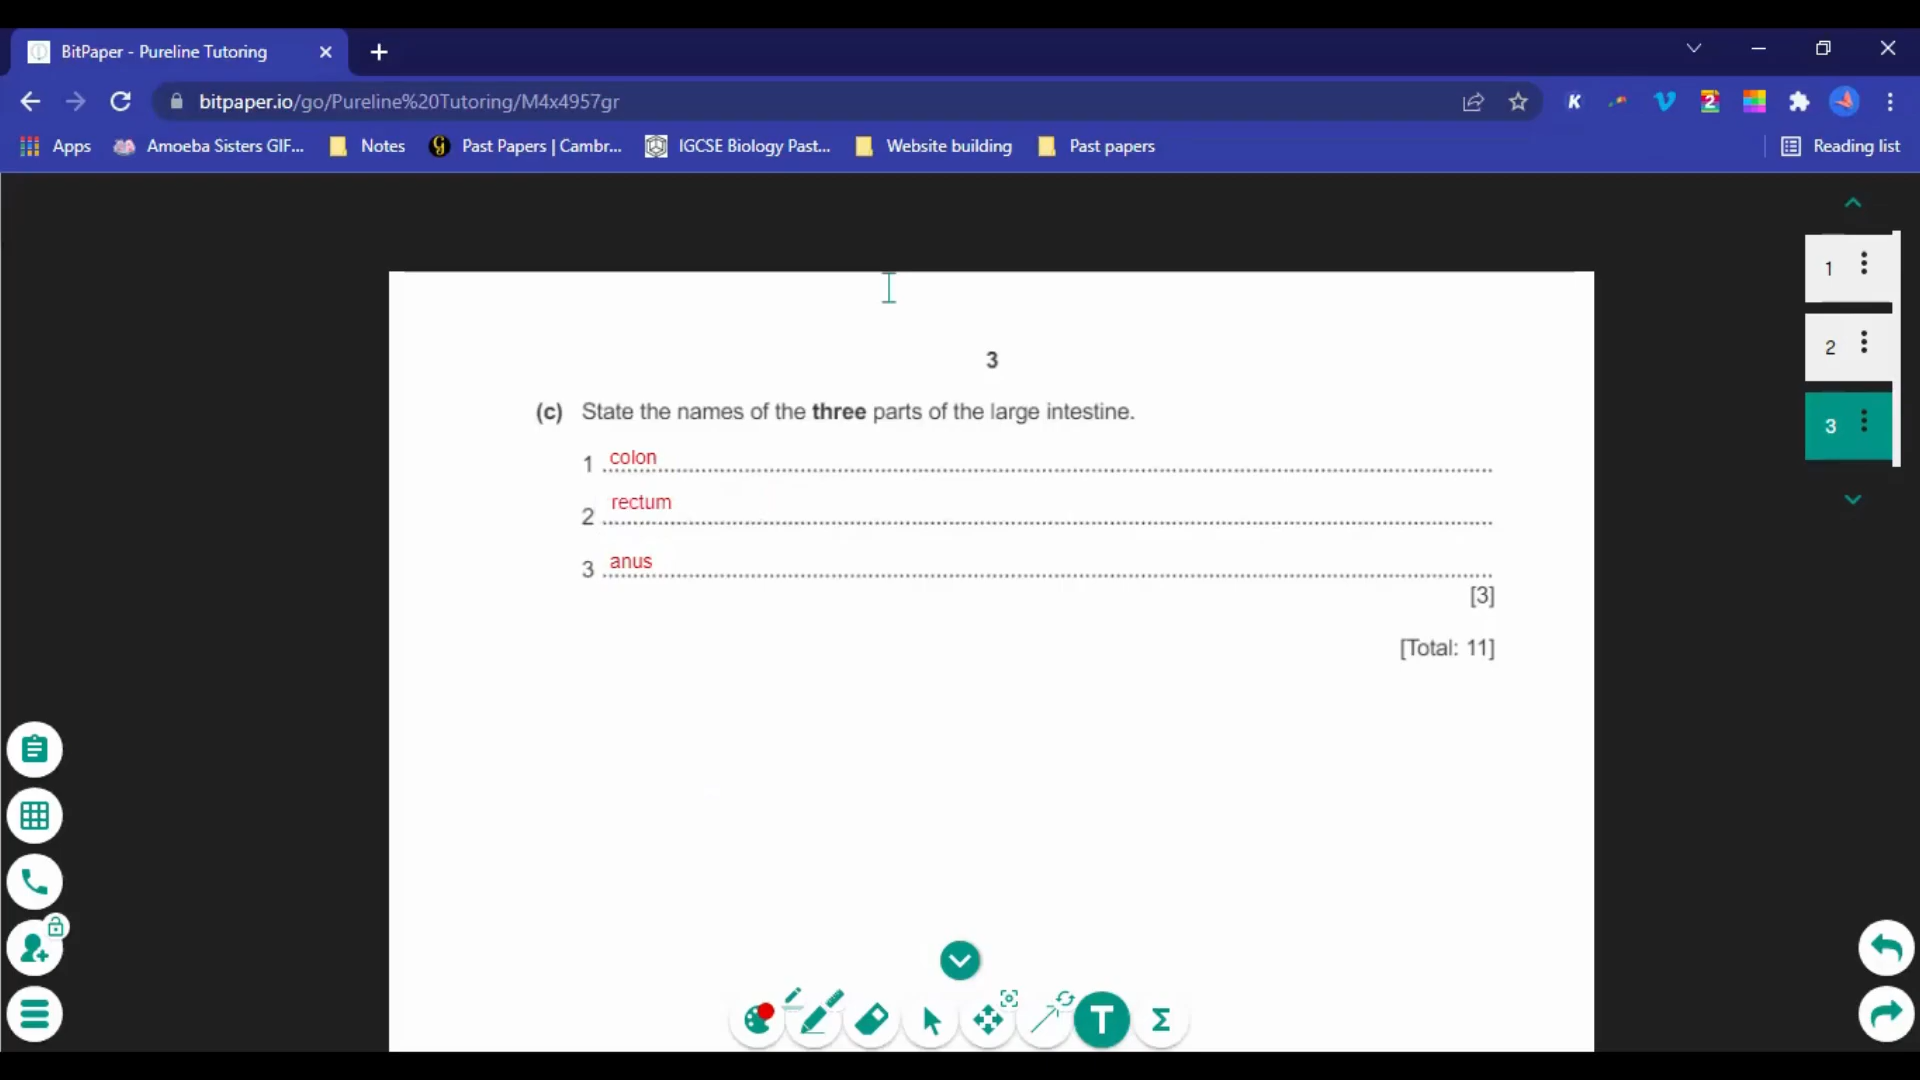 BitPaper - Pureline Tutoring
bitpaper.io/go/Pureline%20Tutoring/M4x4957gr
K
2
Apps
Amoeba Sisters GIF...
Notes
Past Papers | Cambr...
IGCSE Biology Past...
Website building
Past papers
Reading list
1
2
3
3
(c) State the names of the three parts of the large intestine.
1 colon
2 rectum
3 anus
[3]
[Total: 11]
T
Σ